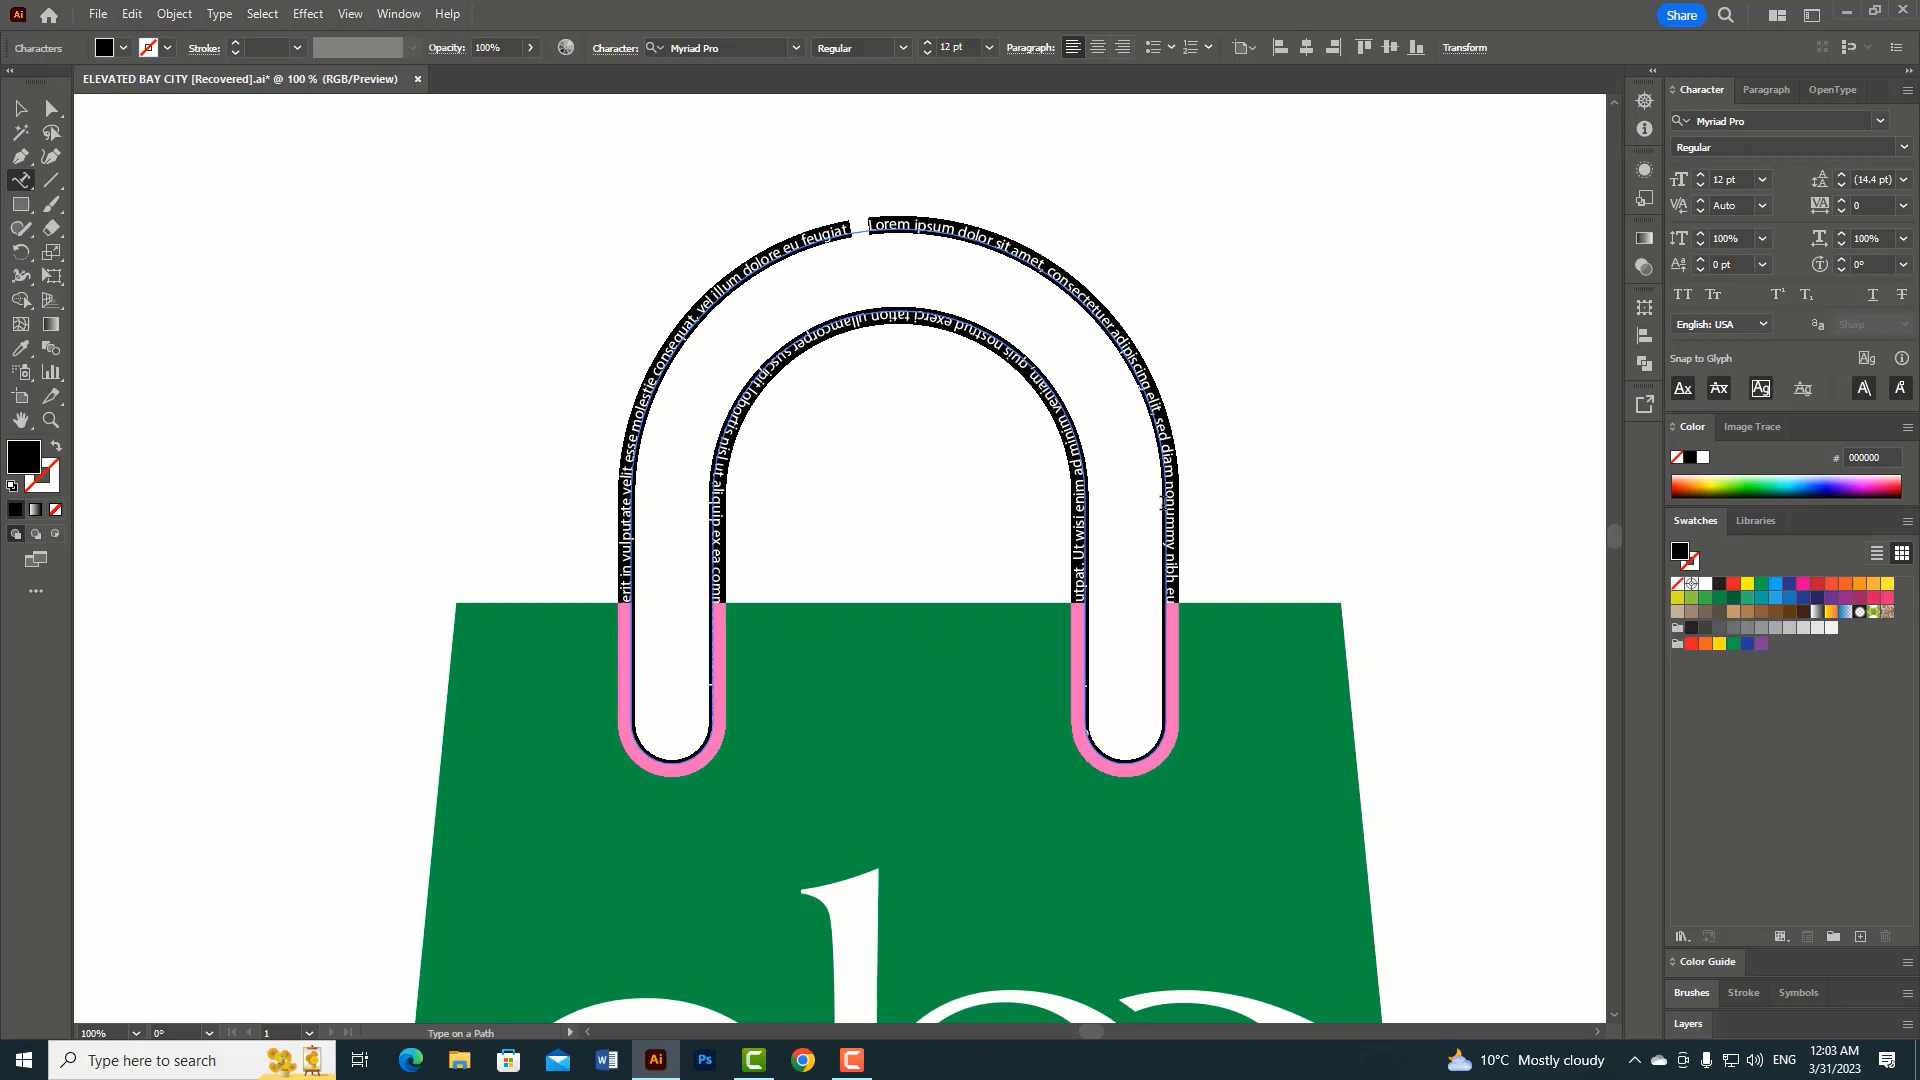 Ai File Edit Object Type Select Effect View Window Help Share
Characters Stroke: Opacity: 100% Character: Myriad Pro Regular 12 pt Paragraph: Transform
ELEVATED BAY CITY [Recovered].ai* @ 100 % (RGB/Preview) ×
Lorem ipsum dolor sit amet, consectetuer adipiscing elit, sed diam nonummy nibh eu
utpat. Ut wisi enim ad minim veniam, quis nostrud exerci tation ullamcorper suscipit lobortis nisl ut aliquip ex ea comm
erit in vulputate velit esse molestie consequat, vel illum dolore eu feugiat
Character Paragraph OpenType
Myriad Pro
Regular
12 pt (14.4 pt)
Auto 0
100% 100%
0 pt 0°
English: USA Sharp
Snap to Glyph
Color Image Trace
# 000000
Swatches Libraries
Color Guide
Brushes Stroke Symbols
Layers
100% 0° 1 Type on a Path
Type here to search W Ai Ps 10°C Mostly cloudy ENG 12:03 AM
3/31/2023